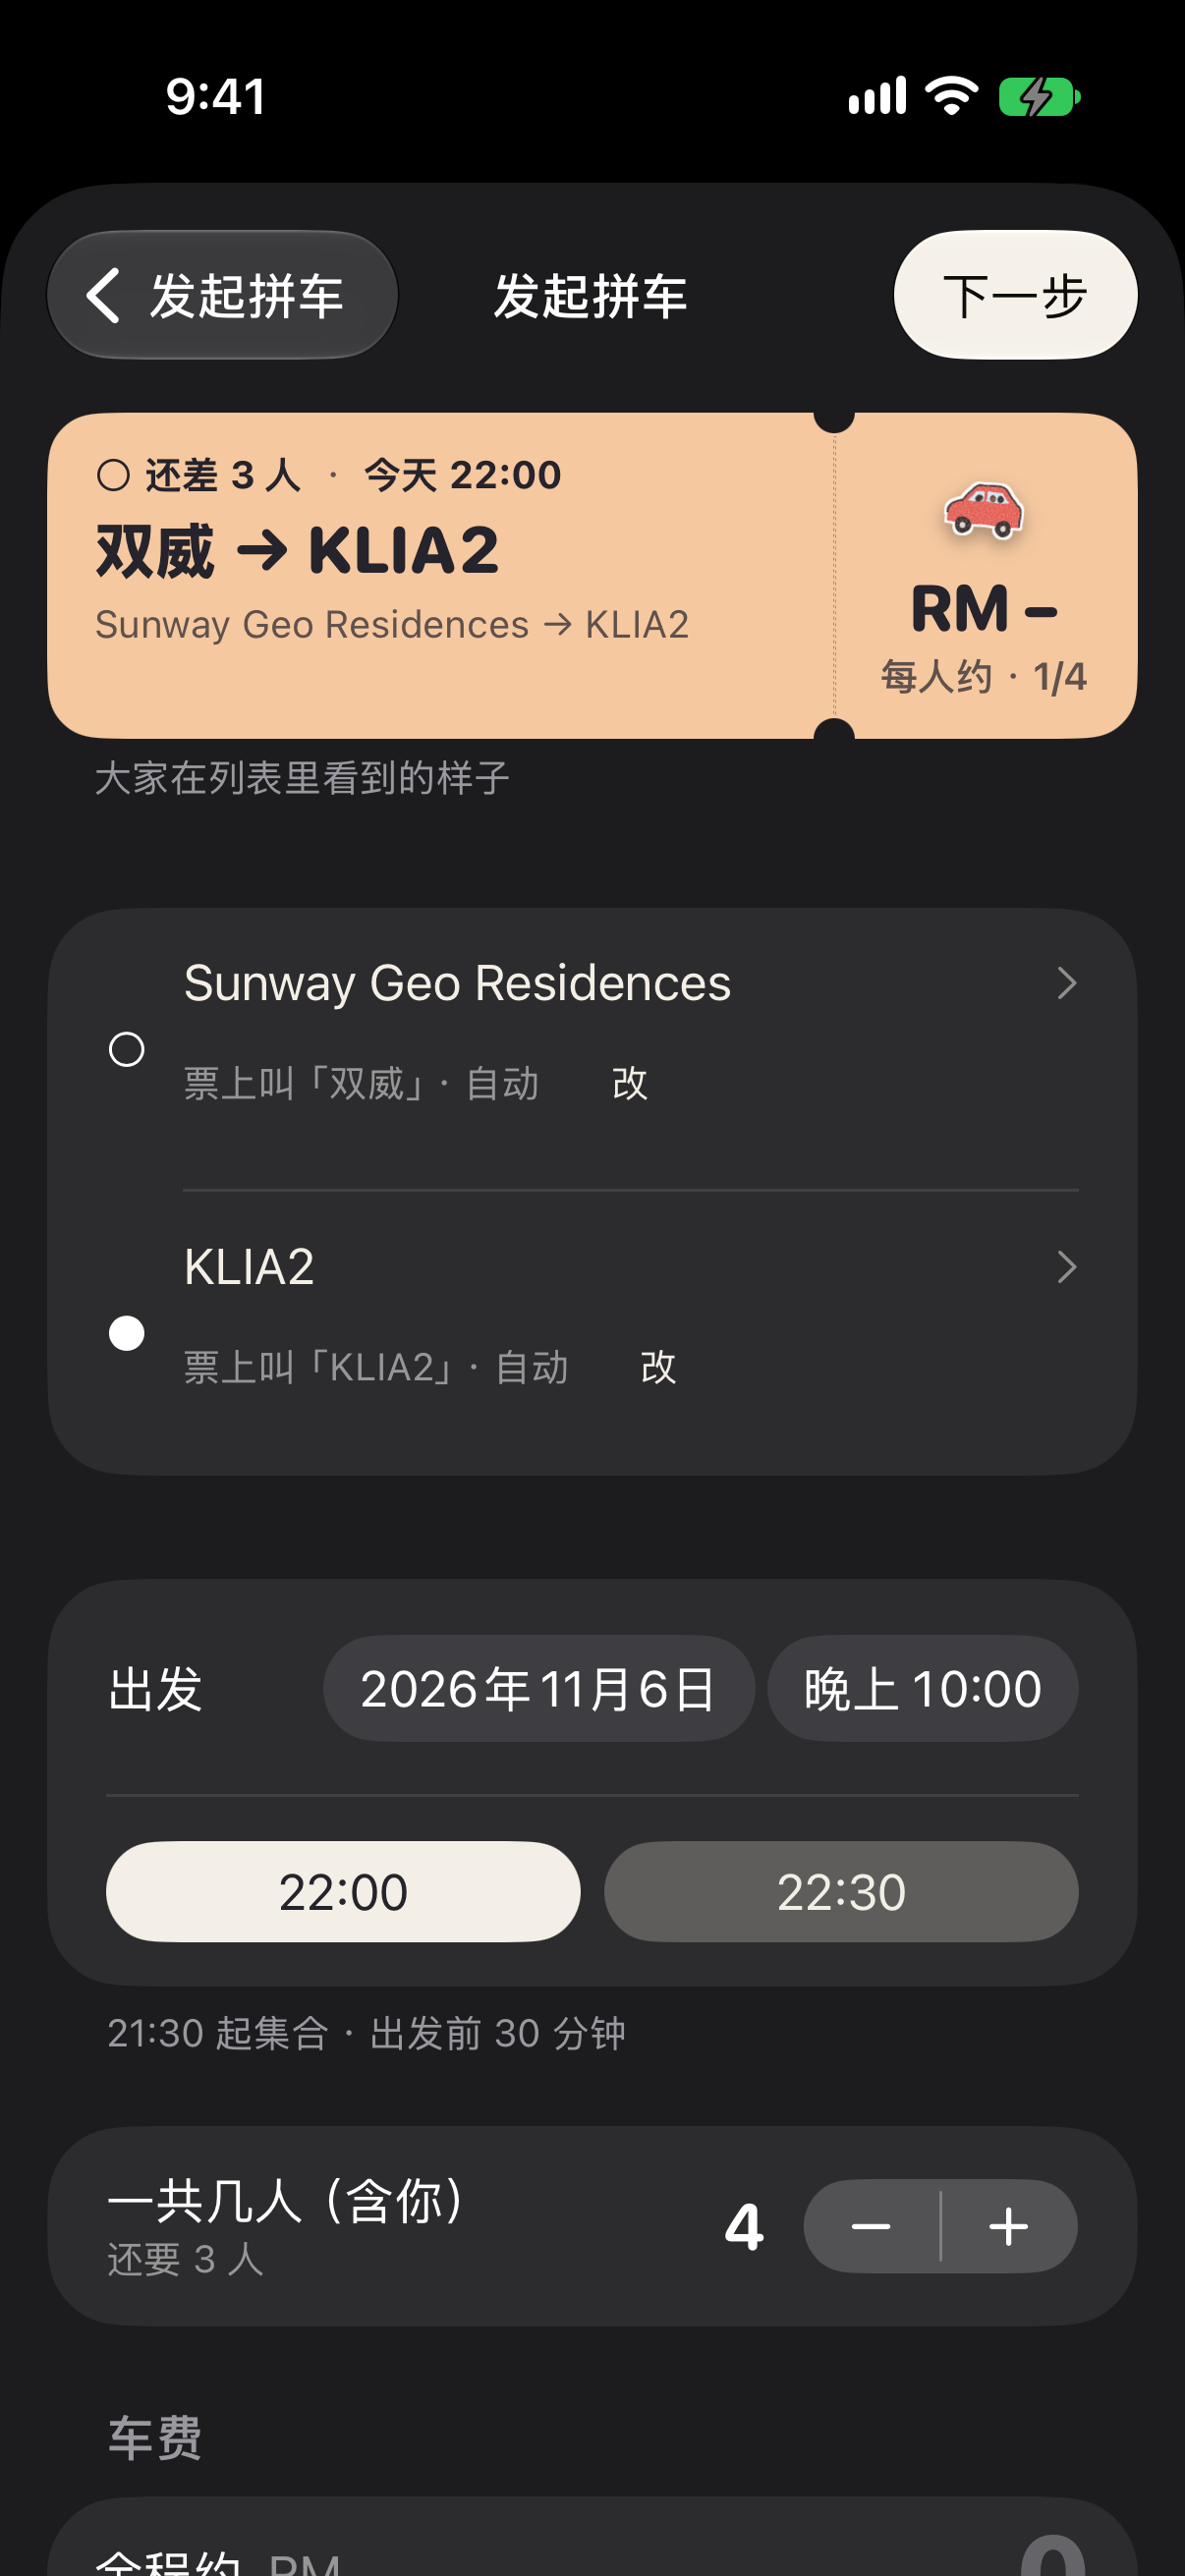 9:41
发起拼车
发起拼车
下一步
还差 3 人 · 今天 22:00
双威 → KLIA2
Sunway Geo Residences → KLIA2
RM –
每人约 · 1/4
大家在列表里看到的样子
Sunway Geo Residences
票上叫「双威」· 自动 改
KLIA2
票上叫「KLIA2」· 自动 改
出发 2026年11月6日 晚上 10:00
22:00 22:30
21:30 起集合 · 出发前 30 分钟
一共几人（含你） 4
还要 3 人
车费
全程约 RM 0